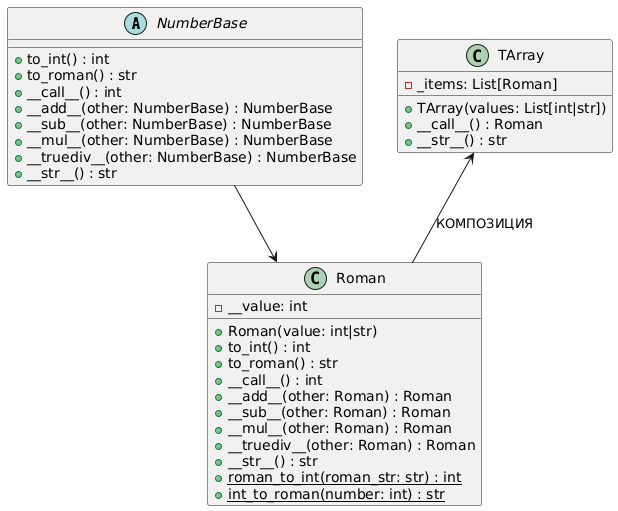 A NumberBase
to_int() : int
to_roman() : str
__call__() : int
__add__(other: NumberBase) : NumberBase
__sub__(other: NumberBase) : NumberBase
__mul__(other: NumberBase) : NumberBase
__truediv__(other: NumberBase) : NumberBase
__str__() : str
C TArray
_items: List[Roman]
TArray(values: List[int|str])
__call__() : Roman
__str__() : str
КОМПОЗИЦИЯ
C Roman
__value: int
Roman(value: int|str)
to_int() : int
to_roman() : str
__call__() : int
__add__(other: Roman) : Roman
__sub__(other: Roman) : Roman
__mul__(other: Roman) : Roman
__truediv__(other: Roman) : Roman
__str__() : str
roman_to_int(roman_str: str) : int
int_to_roman(number: int) : str